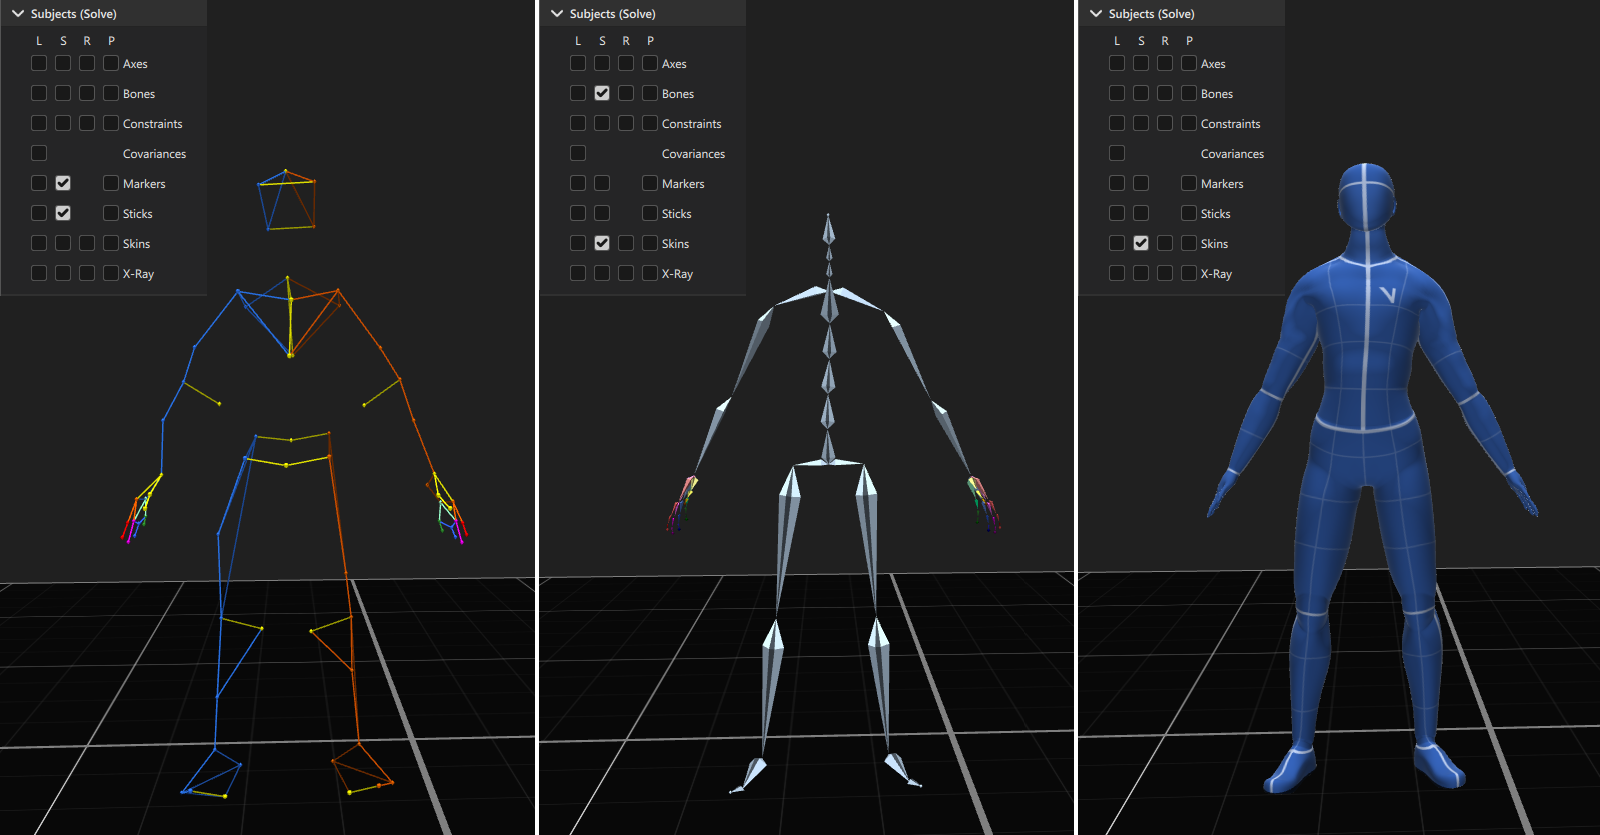 Subjects (Solve)
L S R P
Axes
Bones
Constraints
Covariances
Markers
Sticks
Skins
X-Ray
Subjects (Solve)
L S R P
Axes
Bones
Constraints
Covariances
Markers
Sticks
Skins
X-Ray
Subjects (Solve)
L S R P
Axes
Bones
Constraints
Covariances
Markers
Sticks
Skins
X-Ray